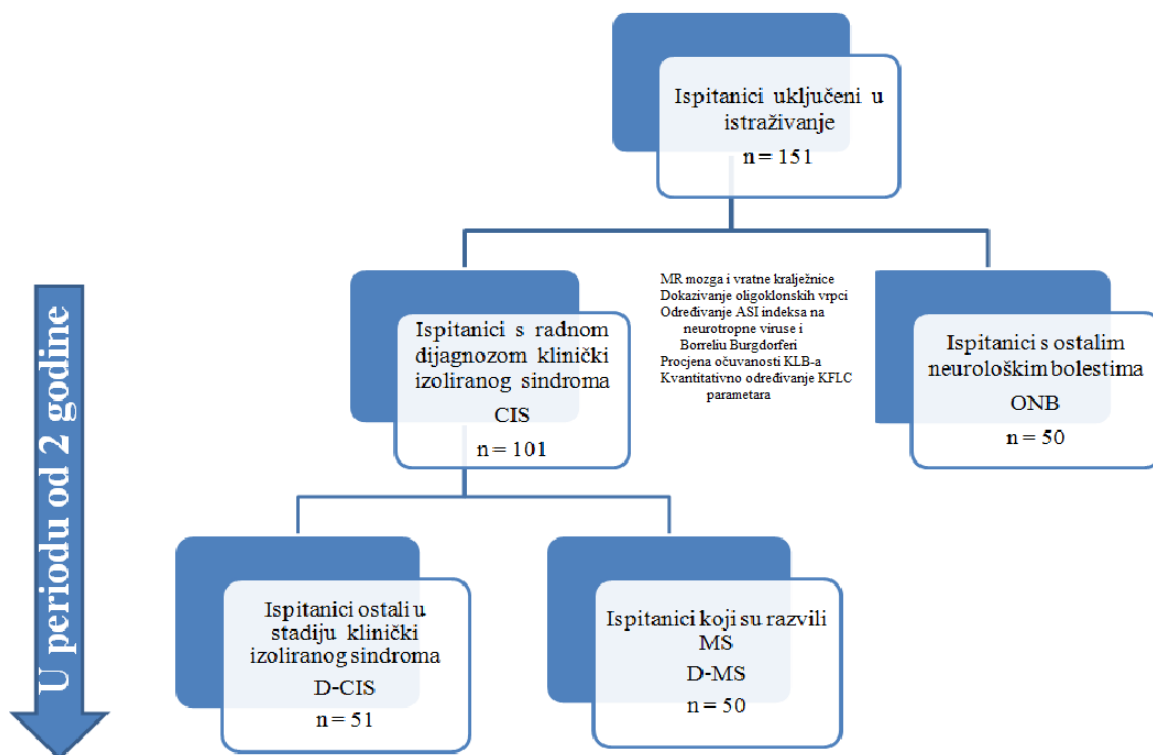 Ispitanici uključeni u
istraživanje
n = 151
Ispitanici s radnom
dijagnozom klinički
izoliranog sindroma
CIS
n = 101
MR mozga i vratne kralježnice
Dokazivanje oligoklonskih vrpci
Određivanje ASI indeksa na
neurotropne viruse i
Borreliu Burgdorferi
Procjena očuvanosti KLB-a
Kvantitativno određivanje KFLC
parametara
Ispitanici s ostalim
neurološkim bolestima
ONB
n = 50
U periodu od 2 godine
Ispitanici ostali u
stadiju klinički
izoliranog sindroma
D-CIS
n = 51
Ispitanici koji su razvili
MS
D-MS
n = 50